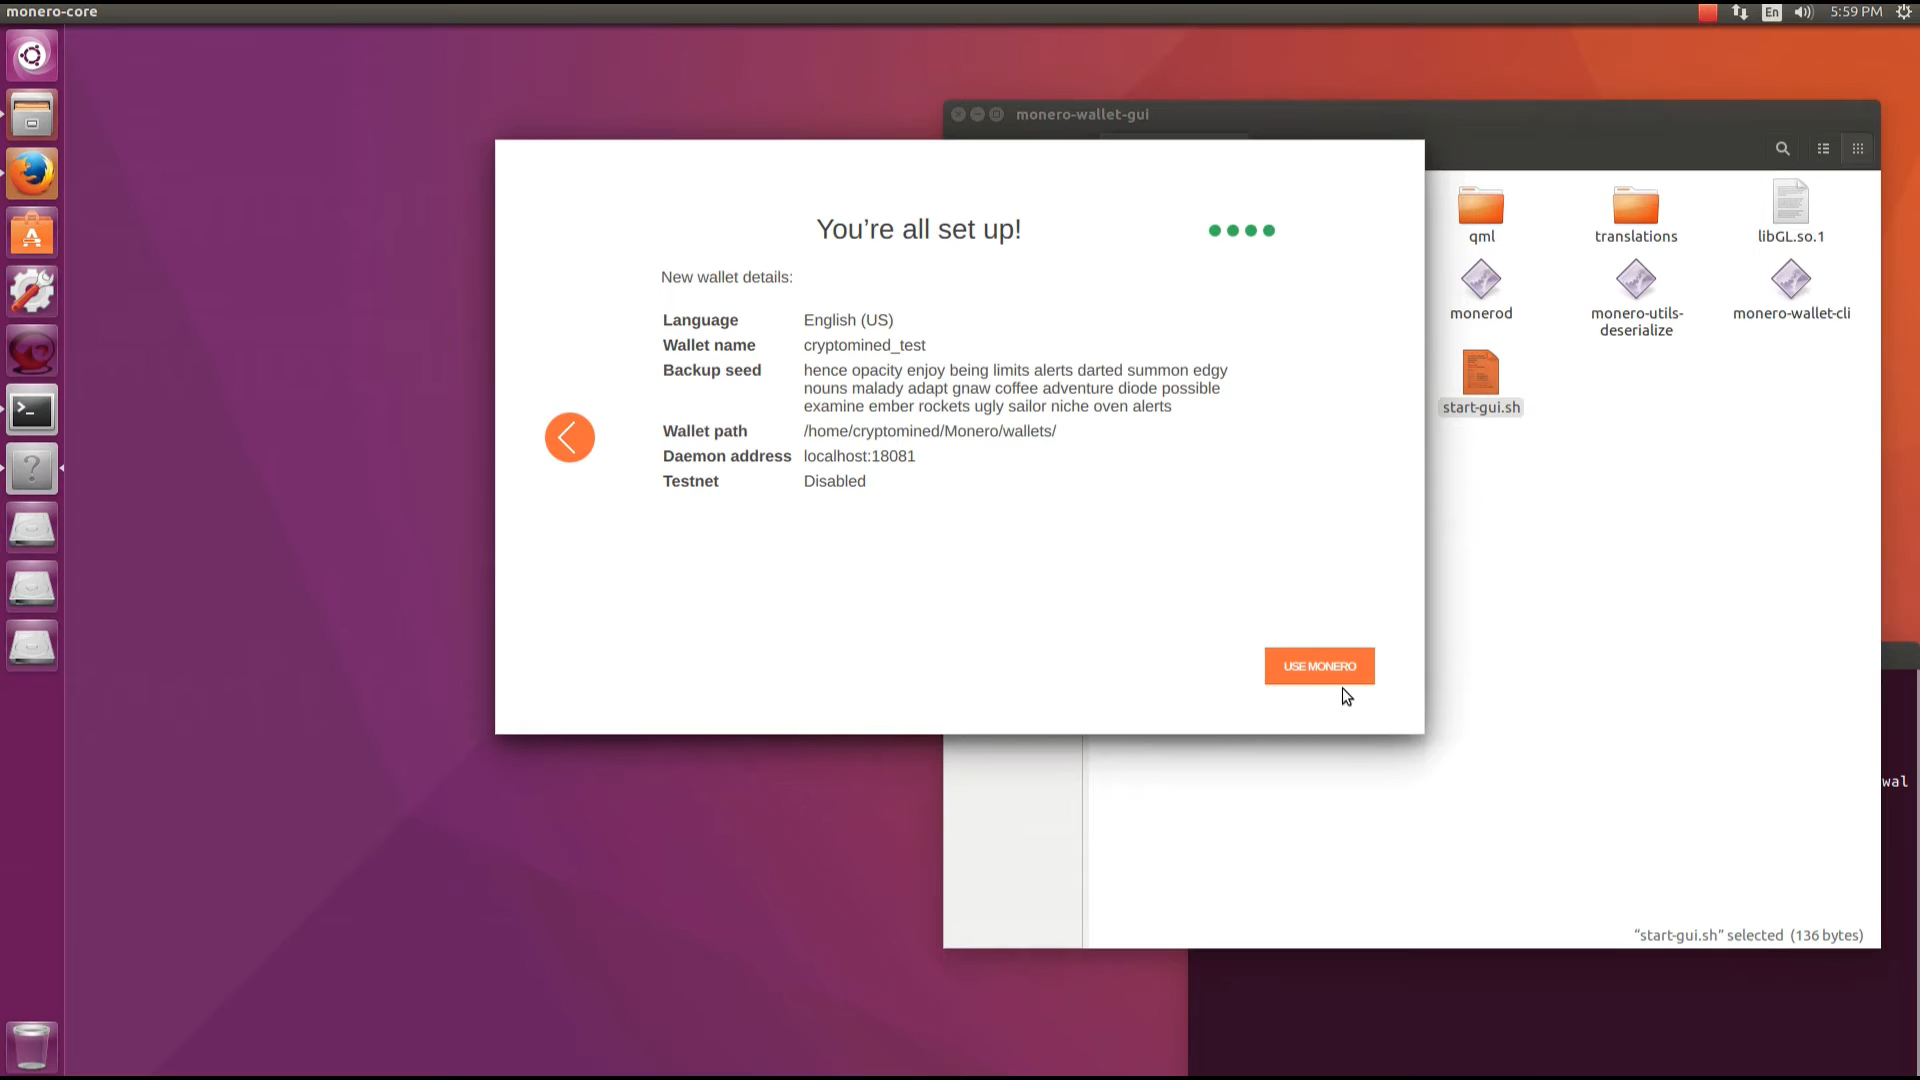 monero-core
En
5:59 PM
monero-wallet-gui
You're all set up!
New wallet details:
Language English (US)
Wallet name cryptomined_test
Backup seed hence opacity enjoy being limits alerts darted summon edgy
nouns malady adapt gnaw coffee adventure diode possible
examine ember rockets ugly sailor niche oven alerts
Wallet path /home/cryptomined/Monero/wallets/
Daemon address localhost:18081
Testnet Disabled
USE MONERO
qml
translations
libGL.so.1
monerod
monero-utils-
deserialize
monero-wallet-cli
start-gui.sh
wal
“start-gui.sh” selected (136 bytes)